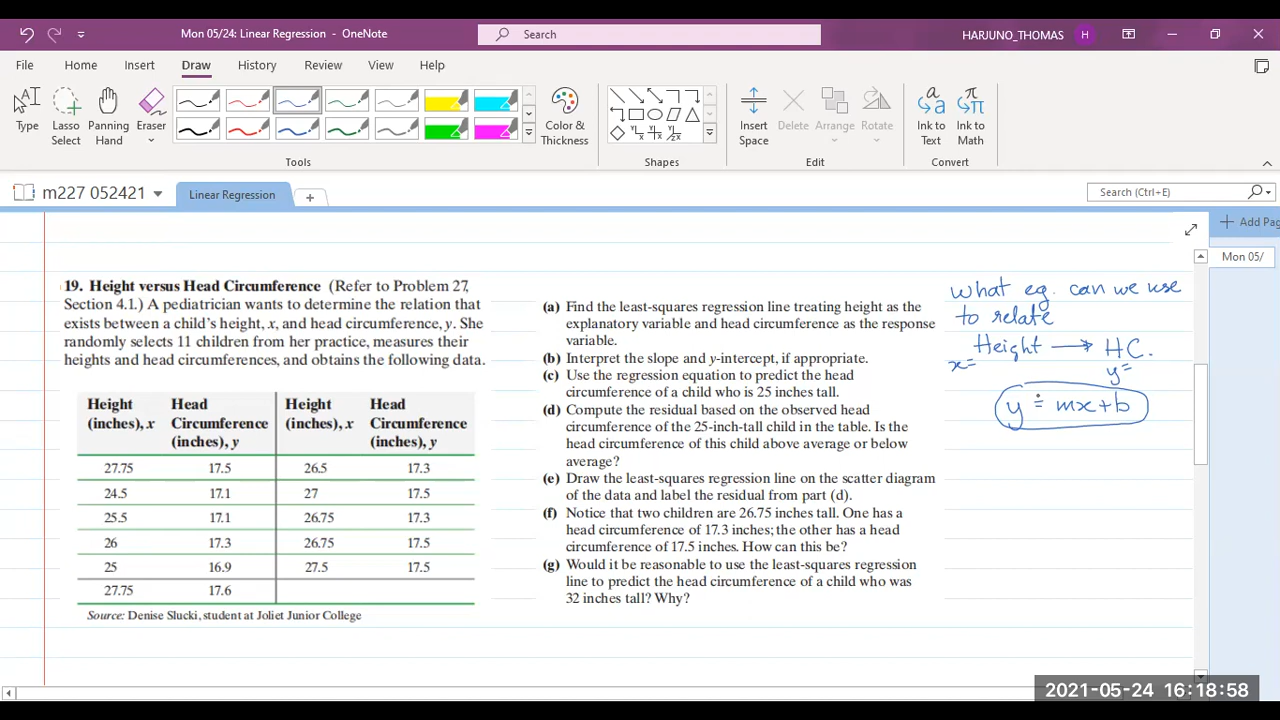 Mon 05/24: Linear Regression - OneNote
Search
HARJUNO_THOMAS
H
File
Home
Insert
Draw
History
Review
View
Help
Type
Lasso
Select
Panning
Hand
Eraser
Color &
Thickness
Insert
Space
Delete
Arrange
Rotate
Ink to
Text
Ink to
Math
Tools
Shapes
Edit
Convert
m227 052421
Linear Regression
Search (Ctrl+E)
Add Pag
Mon 05/
19. Height versus Head Circumference (Refer to Problem 27,
Section 4.1.) A pediatrician wants to determine the relation that
exists between a child's height, x, and head circumference, y. She
randomly selects 11 children from her practice, measures their
heights and head circumferences, and obtains the following data.
Height (inches), x | Head Circumference (inches), y | Height (inches), x | Head Circumference (inches), y
27.75 17.5 26.5 17.3
24.5 17.1 27 17.5
25.5 17.1 26.75 17.3
26 17.3 26.75 17.5
25 16.9 27.5 17.5
27.75 17.6
Source: Denise Slucki, student at Joliet Junior College
(a) Find the least-squares regression line treating height as the
explanatory variable and head circumference as the response
variable.
(b) Interpret the slope and y-intercept, if appropriate.
(c) Use the regression equation to predict the head
circumference of a child who is 25 inches tall.
(d) Compute the residual based on the observed head
circumference of the 25-inch-tall child in the table. Is the
head circumference of this child above average or below
average?
(e) Draw the least-squares regression line on the scatter diagram
of the data and label the residual from part (d).
(f) Notice that two children are 26.75 inches tall. One has a
head circumference of 17.3 inches; the other has a head
circumference of 17.5 inches. How can this be?
(g) Would it be reasonable to use the least-squares regression
line to predict the head circumference of a child who was
32 inches tall? Why?
what eq. can we use
to relate
Height → HC.
x= y=
y = mx+b
2021-05-24 16:18:58